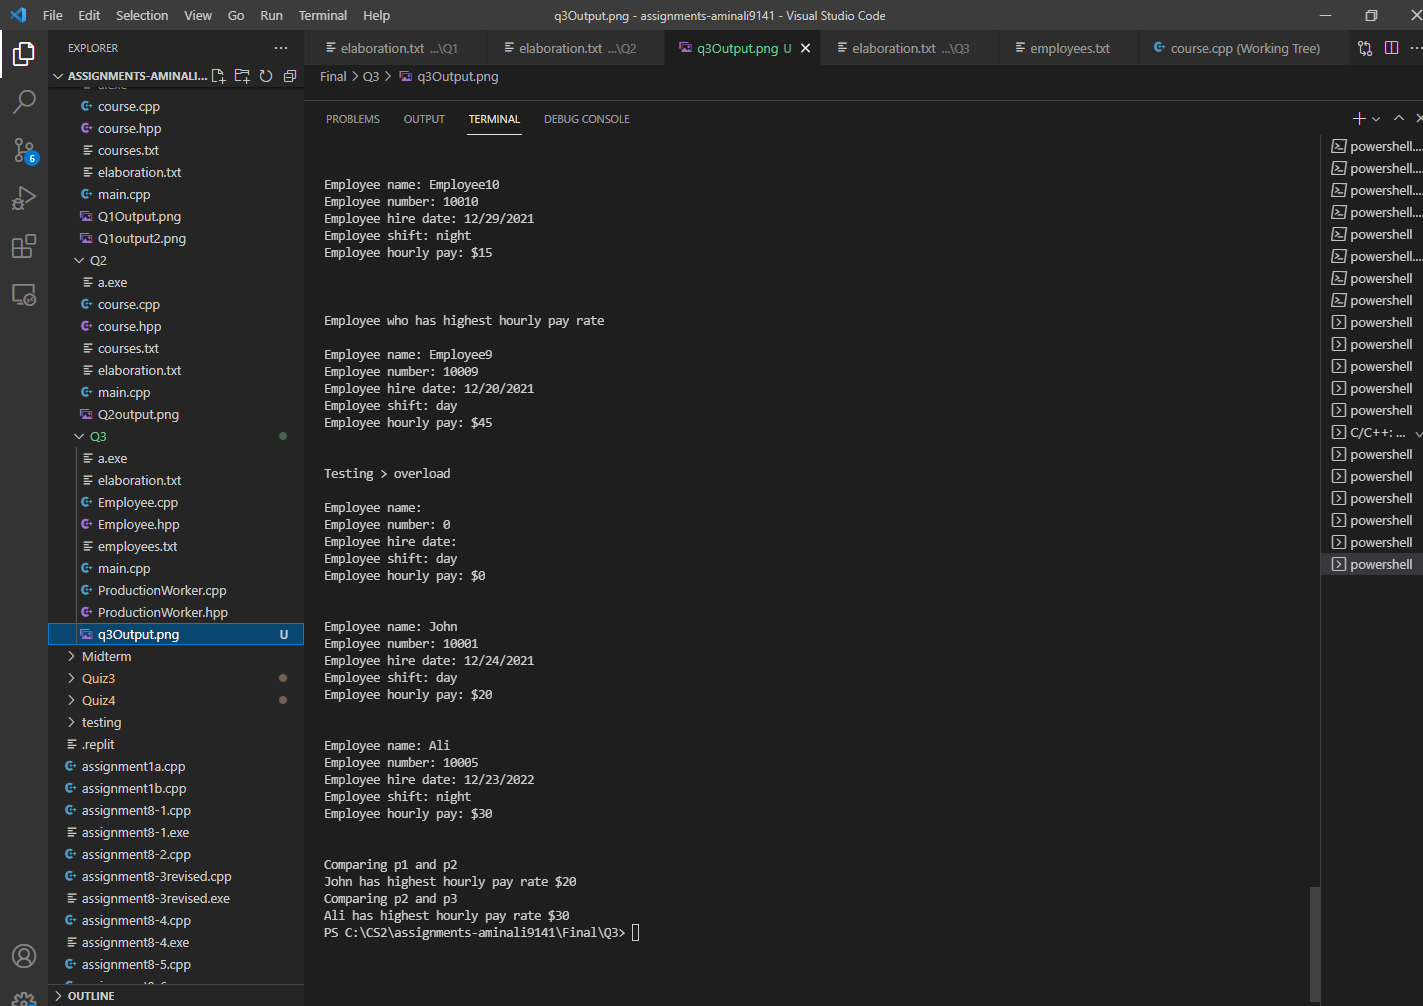 File Edit Selection View Go Run Terminal Help
q3Output.png - assignments-aminali9141 - Visual Studio Code
EXPLORER
ASSIGNMENTS-AMINALI...
course.cpp
course.hpp
courses.txt
elaboration.txt
main.cpp
Q1Output.png
Q1output2.png
Q2
a.exe
course.cpp
course.hpp
courses.txt
elaboration.txt
main.cpp
Q2output.png
Q3
a.exe
elaboration.txt
Employee.cpp
Employee.hpp
employees.txt
main.cpp
ProductionWorker.cpp
ProductionWorker.hpp
q3Output.png U
Midterm
Quiz3
Quiz4
testing
.replit
assignment1a.cpp
assignment1b.cpp
assignment8-1.cpp
assignment8-1.exe
assignment8-2.cpp
assignment8-3revised.cpp
assignment8-3revised.exe
assignment8-4.cpp
assignment8-4.exe
assignment8-5.cpp
OUTLINE
6
elaboration.txt ...\Q1
elaboration.txt ...\Q2
q3Output.png U
elaboration.txt ...\Q3
employees.txt
course.cpp (Working Tree)
Final > Q3 > q3Output.png
PROBLEMS OUTPUT TERMINAL DEBUG CONSOLE
Employee name: Employee10
Employee number: 10010
Employee hire date: 12/29/2021
Employee shift: night
Employee hourly pay: $15
Employee who has highest hourly pay rate
Employee name: Employee9
Employee number: 10009
Employee hire date: 12/20/2021
Employee shift: day
Employee hourly pay: $45
Testing > overload
Employee name:
Employee number: 0
Employee hire date:
Employee shift: day
Employee hourly pay: $0
Employee name: John
Employee number: 10001
Employee hire date: 12/24/2021
Employee shift: day
Employee hourly pay: $20
Employee name: Ali
Employee number: 10005
Employee hire date: 12/23/2022
Employee shift: night
Employee hourly pay: $30
Comparing p1 and p2
John has highest hourly pay rate $20
Comparing p2 and p3
Ali has highest hourly pay rate $30
PS C:\CS2\assignments-aminali9141\Final\Q3>
powershell...
powershell...
powershell...
powershell...
powershell
powershell...
powershell
powershell
powershell
powershell
powershell
powershell
powershell
C/C++: ...
powershell
powershell
powershell
powershell
powershell
powershell